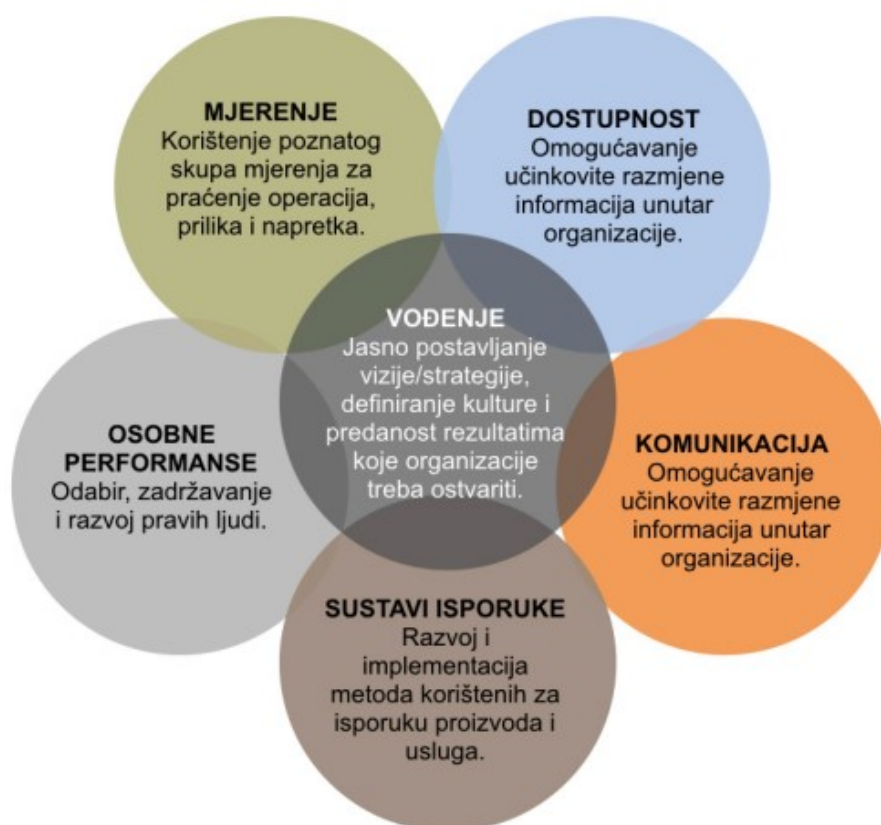 MJERENJE
Korištenje poznatog
skupa mjerenja za
praćenje operacija,
prilika i napretka.
DOSTUPNOST
Omogućavanje
učinkovite razmjene
informacija unutar
organizacije.
VOĐENJE
Jasno postavljanje
vizije/strategije,
definiranje kulture i
predanost rezultatima
koje organizacije
treba ostvariti.
OSOBNE
PERFORMANSE
Odabir, zadržavanje
i razvoj pravih ljudi.
KOMUNIKACIJA
Omogućavanje
učinkovite razmjene
informacija unutar
organizacije.
SUSTAVI ISPORUKE
Razvoj i
implementacija
metoda korištenih za
isporuku proizvoda i
usluga.